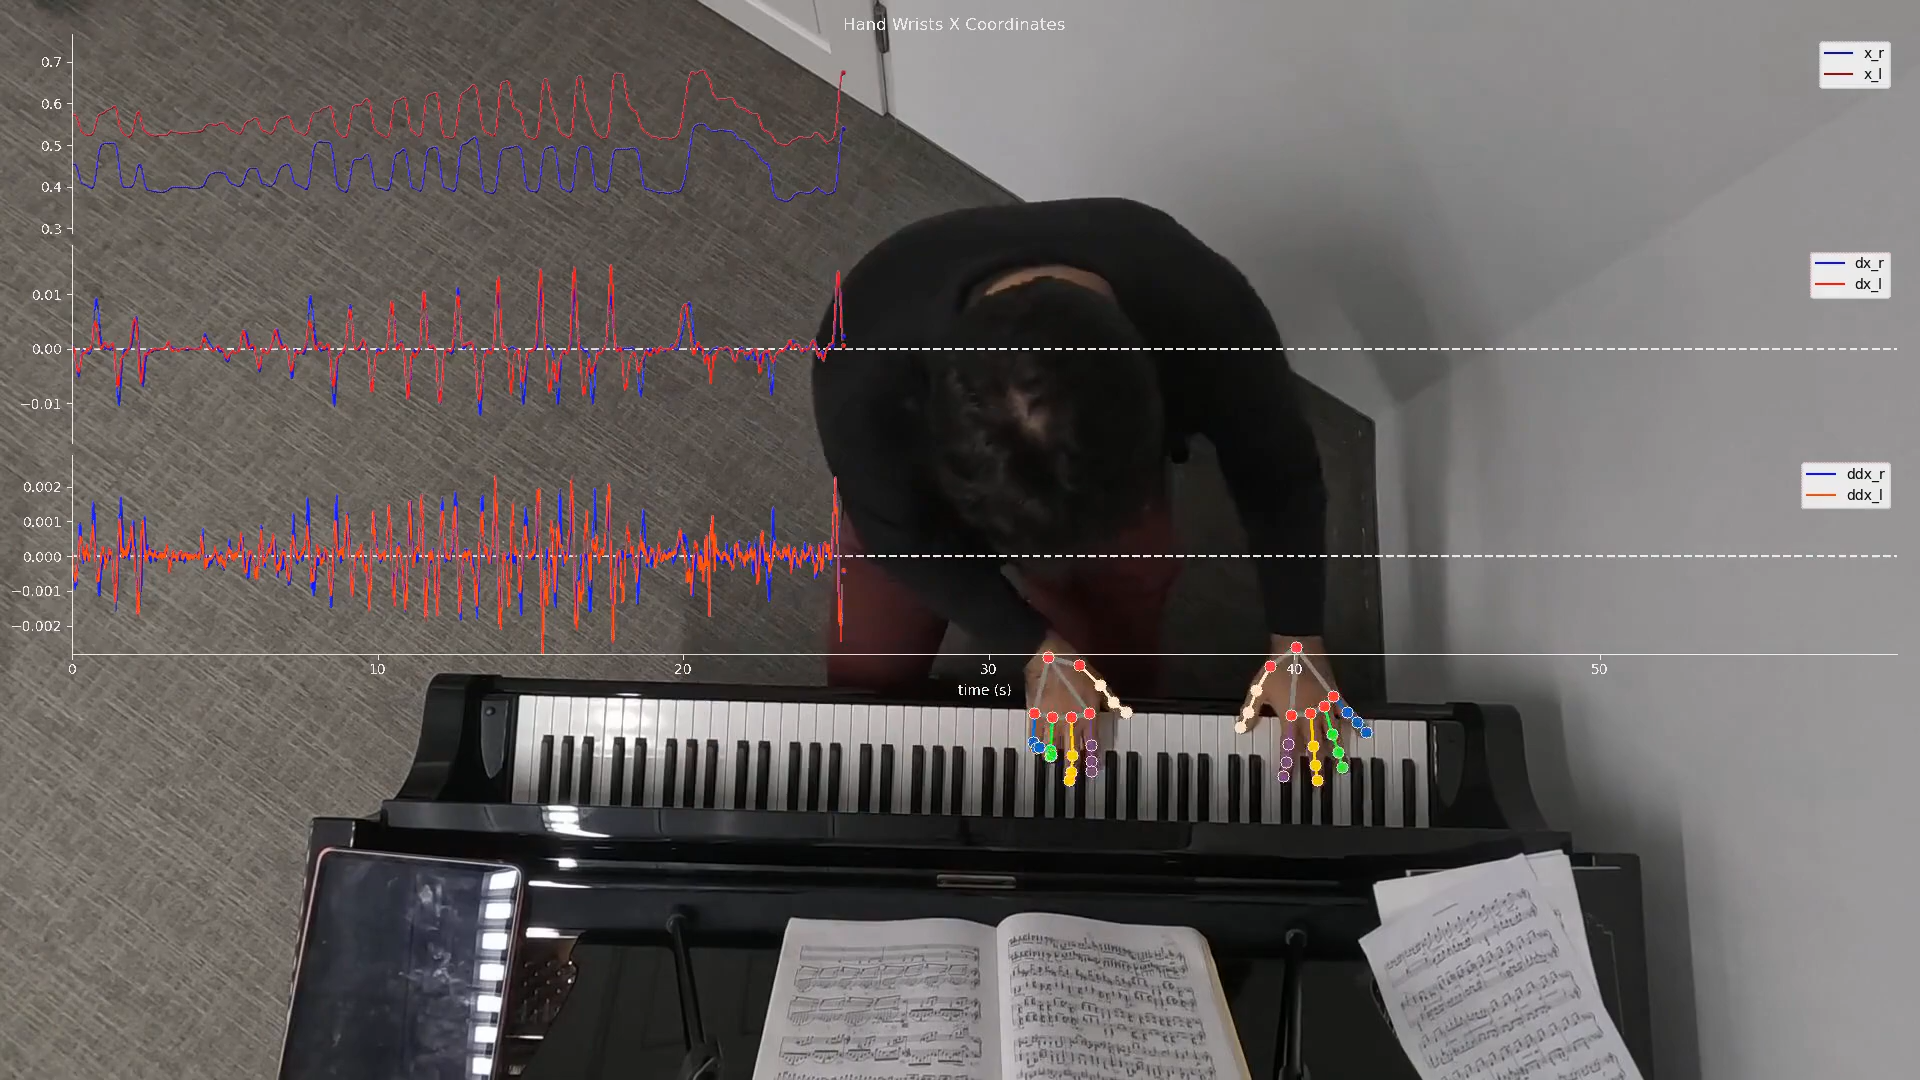 Hand Wrists X Coordinates
x_r
x_l
0.7
0.6
0.5
0.4
0.3
dx_r
dx_l
0.01
0.00
−0.01
ddx_r
ddx_l
0.002
0.001
0.000
−0.001
−0.002
0 10 20 30 40 50
time (s)